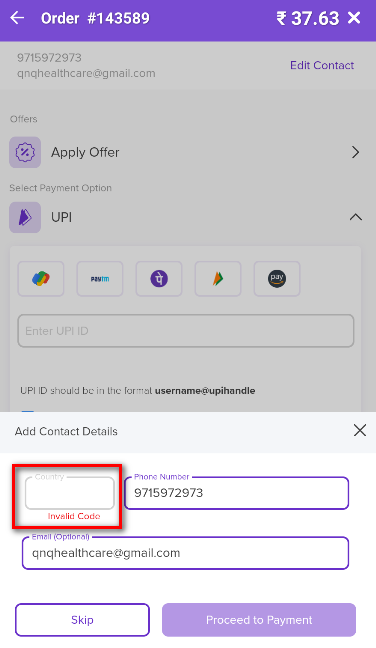 Order #143589
₹ 37.63
9715972973
qnqhealthcare@gmail.com
Edit Contact
Offers
Apply Offer
Select Payment Option
UPI
paytm
pay
Enter UPI ID
UPI ID should be in the format username@upihandle
Add Contact Details
Country
Phone Number
9715972973
Invalid Code
Email (Optional)
qnqhealthcare@gmail.com
Skip
Proceed to Payment